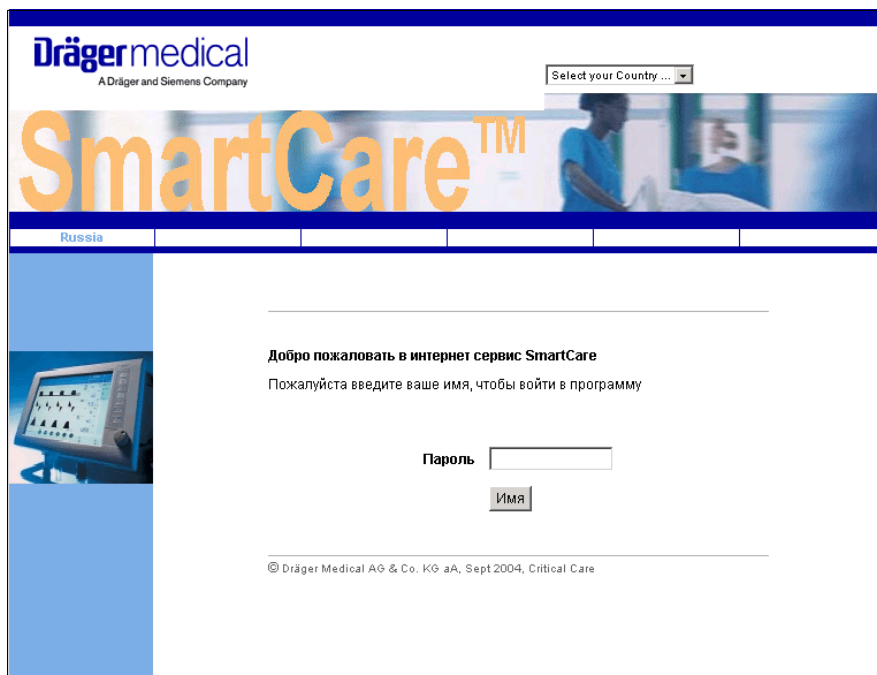 Drägermedical
A Dräger and Siemens Company
Select your Country ...
SmartCare™
Russia
Добро пожаловать в интернет сервис SmartCare
Пожалуйста введите ваше имя, чтобы войти в программу
Пароль
Имя
© Dräger Medical AG & Co. KG aA, Sept 2004, Critical Care